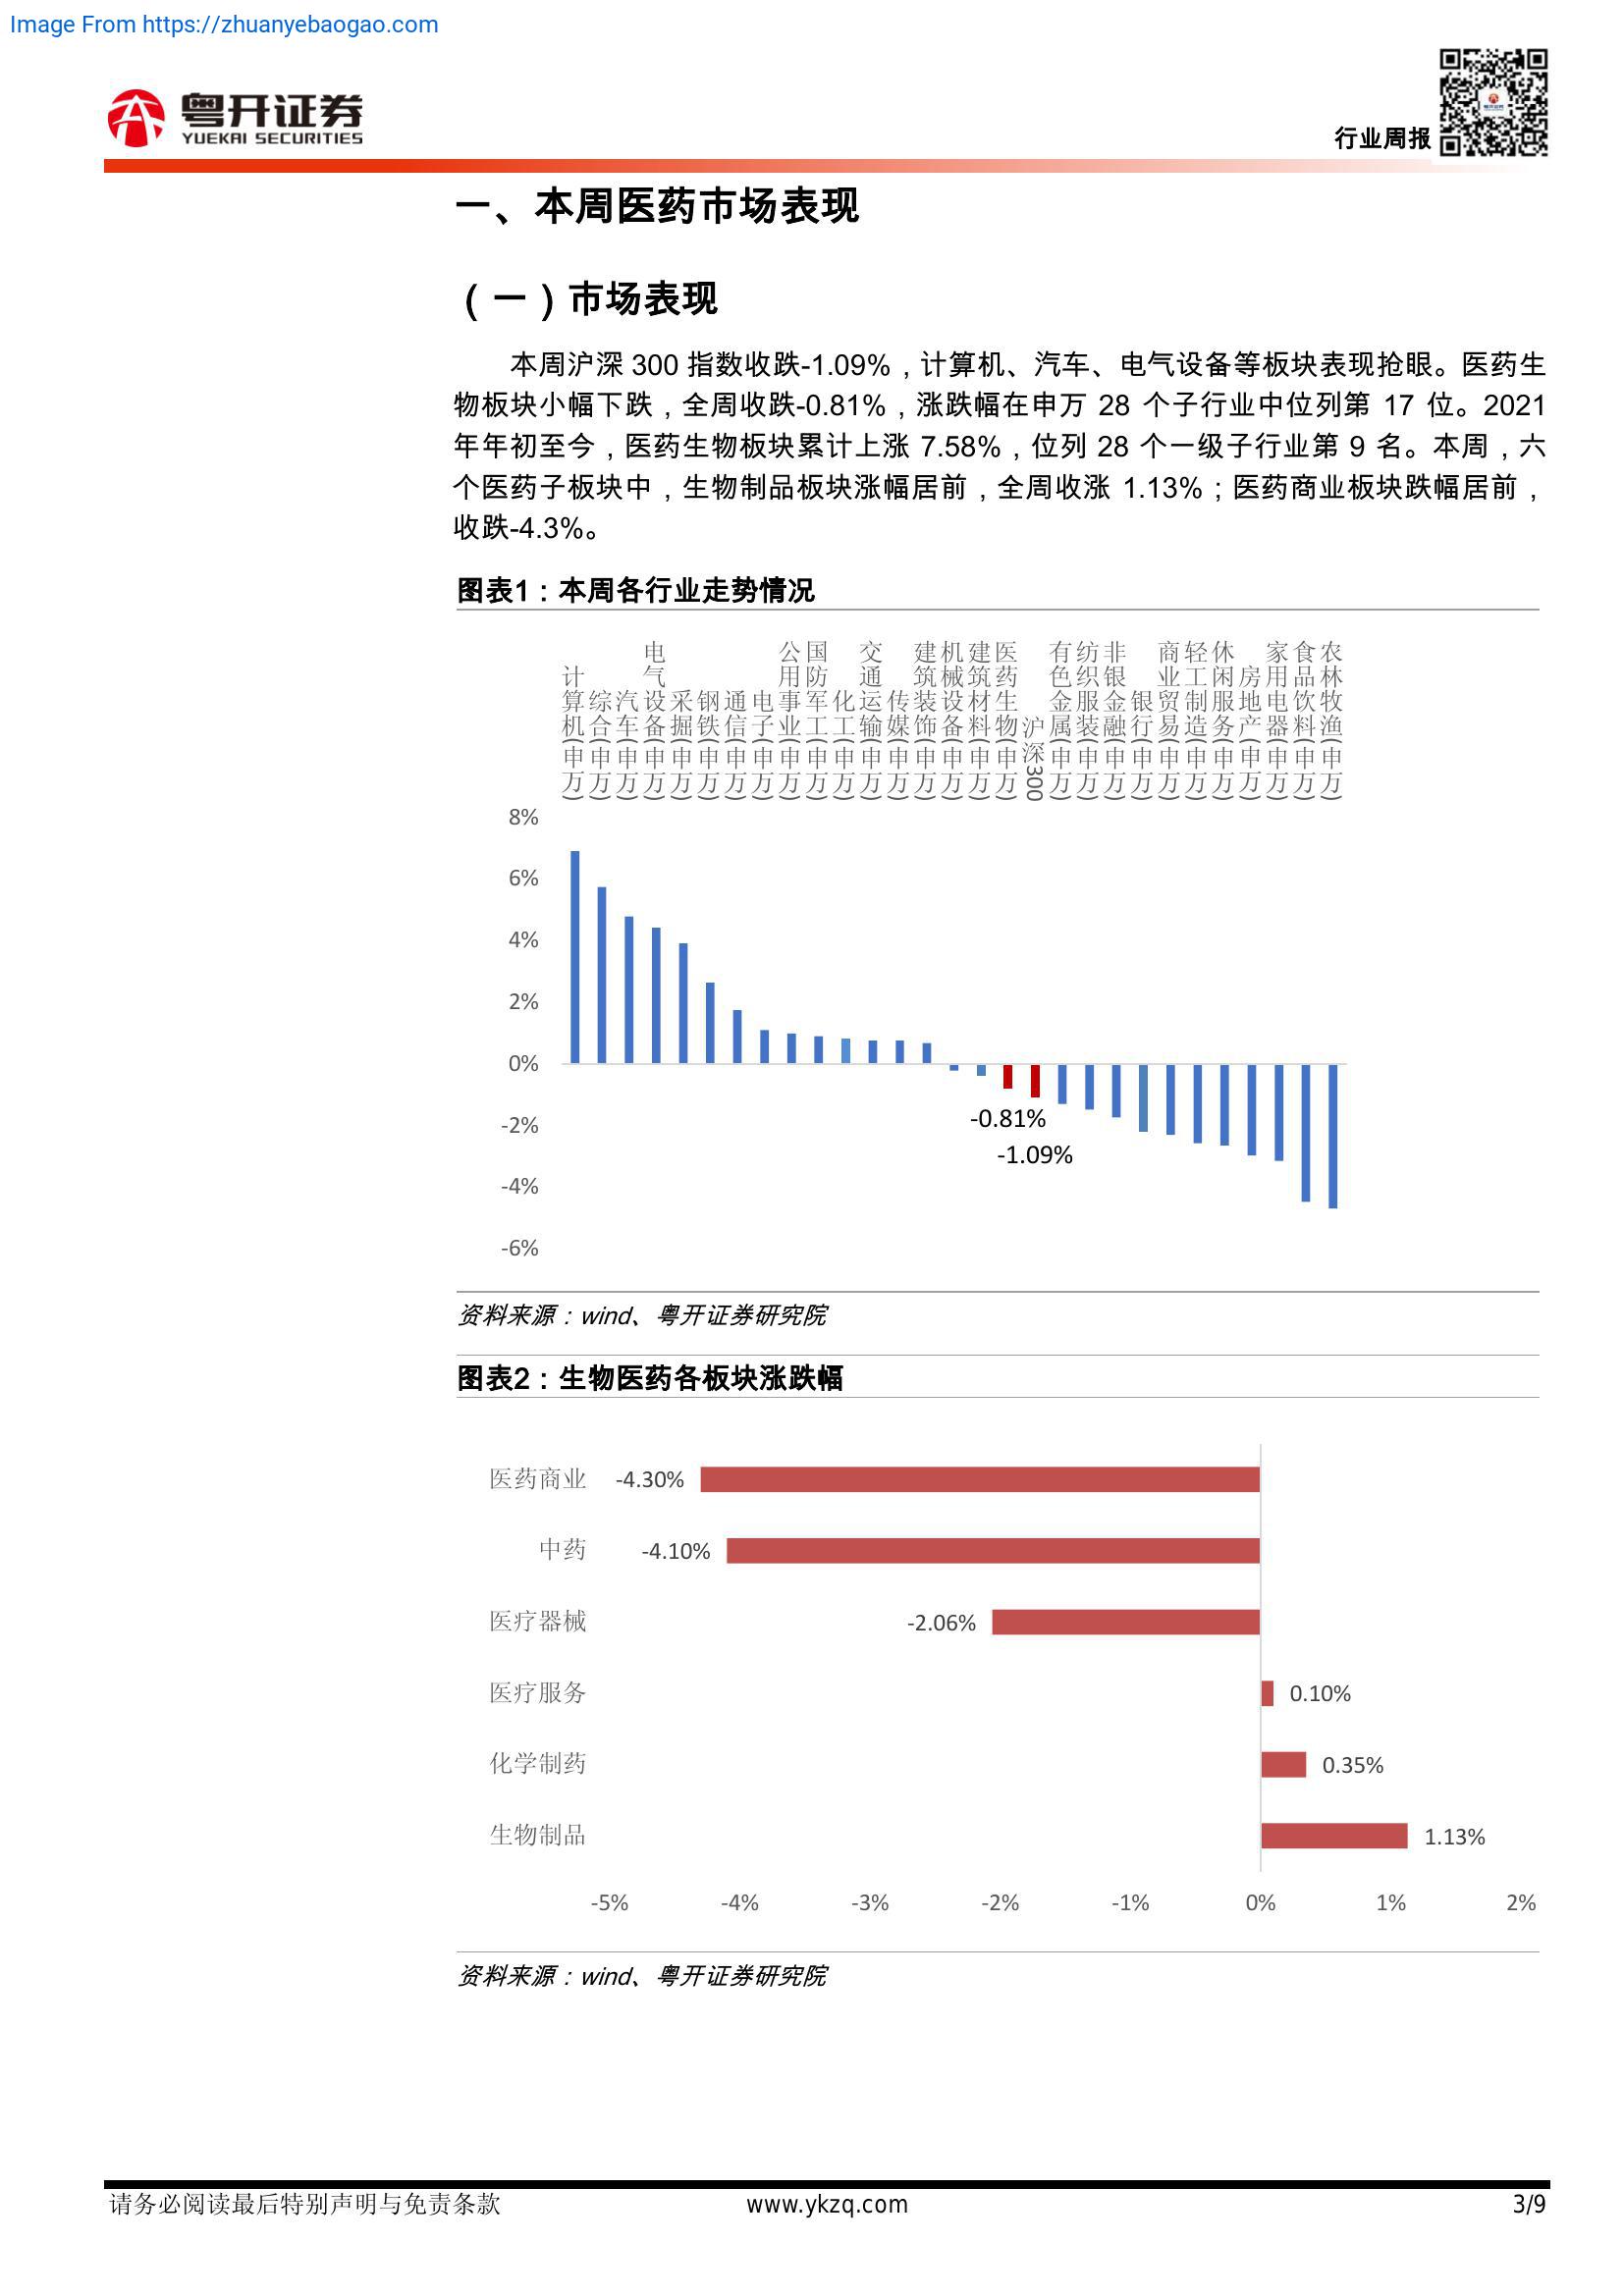 Image From https://zhuanyebaogao.com
粤开证券
YUEKAI SECURITIES
行业周报
一、本周医药市场表现
（一）市场表现
本周沪深 300 指数收跌-1.09%，计算机、汽车、电气设备等板块表现抢眼。医药生
物板块小幅下跌，全周收跌-0.81%，涨跌幅在申万 28 个子行业中位列第 17 位。2021
年年初至今，医药生物板块累计上涨 7.58%，位列 28 个一级子行业第 9 名。本周，六
个医药子板块中，生物制品板块涨幅居前，全周收涨 1.13%；医药商业板块跌幅居前，
收跌-4.3%。
图表1：本周各行业走势情况
计算机(申万)
综合(申万)
汽车(申万)
电气设备(申万)
采掘(申万)
钢铁(申万)
通信(申万)
电子(申万)
公用事业(申万)
国防军工(申万)
化工(申万)
交通运输(申万)
传媒(申万)
建筑装饰(申万)
机械设备(申万)
建筑材料(申万)
医药生物(申万)
沪深300
有色金属(申万)
纺织服装(申万)
非银金融(申万)
银行(申万)
商业贸易(申万)
轻工制造(申万)
休闲服务(申万)
房地产(申万)
家用电器(申万)
食品饮料(申万)
农林牧渔(申万)
8%
6%
4%
2%
0%
-2%
-4%
-6%
-0.81%
-1.09%
资料来源：wind、粤开证券研究院
图表2：生物医药各板块涨跌幅
医药商业 -4.30%
中药 -4.10%
医疗器械 -2.06%
医疗服务 0.10%
化学制药 0.35%
生物制品 1.13%
-5% -4% -3% -2% -1% 0% 1% 2%
资料来源：wind、粤开证券研究院
请务必阅读最后特别声明与免责条款 www.ykzq.com 3/9